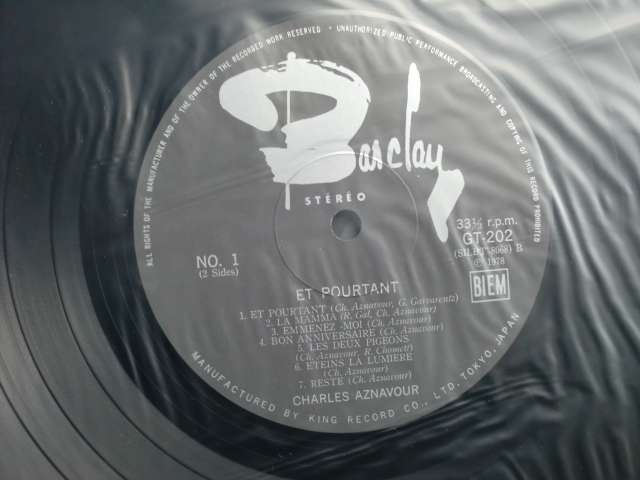 ALL RIGHTS OF THE MANUFACTURER AND OF THE OWNER OF THE RECORDED WORK RESERVED • UNAUTHORIZED PUBLIC PERFORMANCE BROADCASTING AND COPYING OF THIS RECORD PROHIBITED
Barclay
STÉRÉO
33⅓ r.p.m.
GT-202
(SILBT 8068) B
℗ 1978
BIEM
NO. 1
(2 Sides)
ET POURTANT
1. ET POURTANT (Ch. Aznavour, G. Garvarentz)
2. LA MAMMA (R. Gal, Ch. Aznavour)
3. EMMENEZ-MOI (Ch. Aznavour)
4. BON ANNIVERSAIRE (Ch. Aznavour)
5. LES DEUX PIGEONS
(Ch. Aznavour, R. Chomet)
6. ETEINS LA LUMIERE
(Ch. Aznavour)
7. RESTE (Ch. Aznavour)
CHARLES AZNAVOUR
MANUFACTURED BY KING RECORD CO., LTD. TOKYO, JAPAN